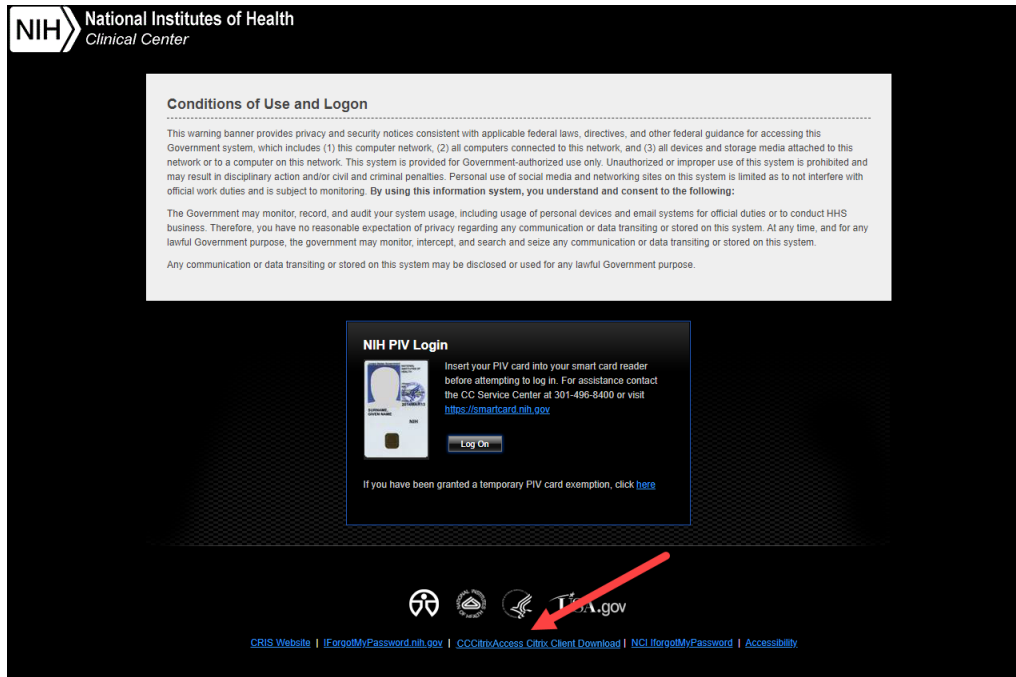 NIH
National Institutes of Health
Clinical Center
Conditions of Use and Logon
This warning banner provides privacy and security notices consistent with applicable federal laws, directives, and other federal guidance for accessing this
Government system, which includes (1) this computer network, (2) all computers connected to this network, and (3) all devices and storage media attached to this
network or to a computer on this network. This system is provided for Government-authorized use only. Unauthorized or improper use of this system is prohibited and
may result in disciplinary action and/or civil and criminal penalties. Personal use of social media and networking sites on this system is limited as to not interfere with
official work duties and is subject to monitoring. By using this information system, you understand and consent to the following:
The Government may monitor, record, and audit your system usage, including usage of personal devices and email systems for official duties or to conduct HHS
business. Therefore, you have no reasonable expectation of privacy regarding any communication or data transiting or stored on this system. At any time, and for any
lawful Government purpose, the government may monitor, intercept, and search and seize any communication or data transiting or stored on this system.
Any communication or data transiting or stored on this system may be disclosed or used for any lawful Government purpose.
NIH PIV Login
Insert your PIV card into your smart card reader
before attempting to log in. For assistance contact
the CC Service Center at 301-496-8400 or visit
https://smartcard.nih.gov
SURNAME,
GIVEN NAME
NIH
Log On
If you have been granted a temporary PIV card exemption, click here
USA.gov
CRIS Website | IForgotMyPassword.nih.gov | CCCitrixAccess Citrix Client Download | NCI IforgotMyPassword | Accessibility